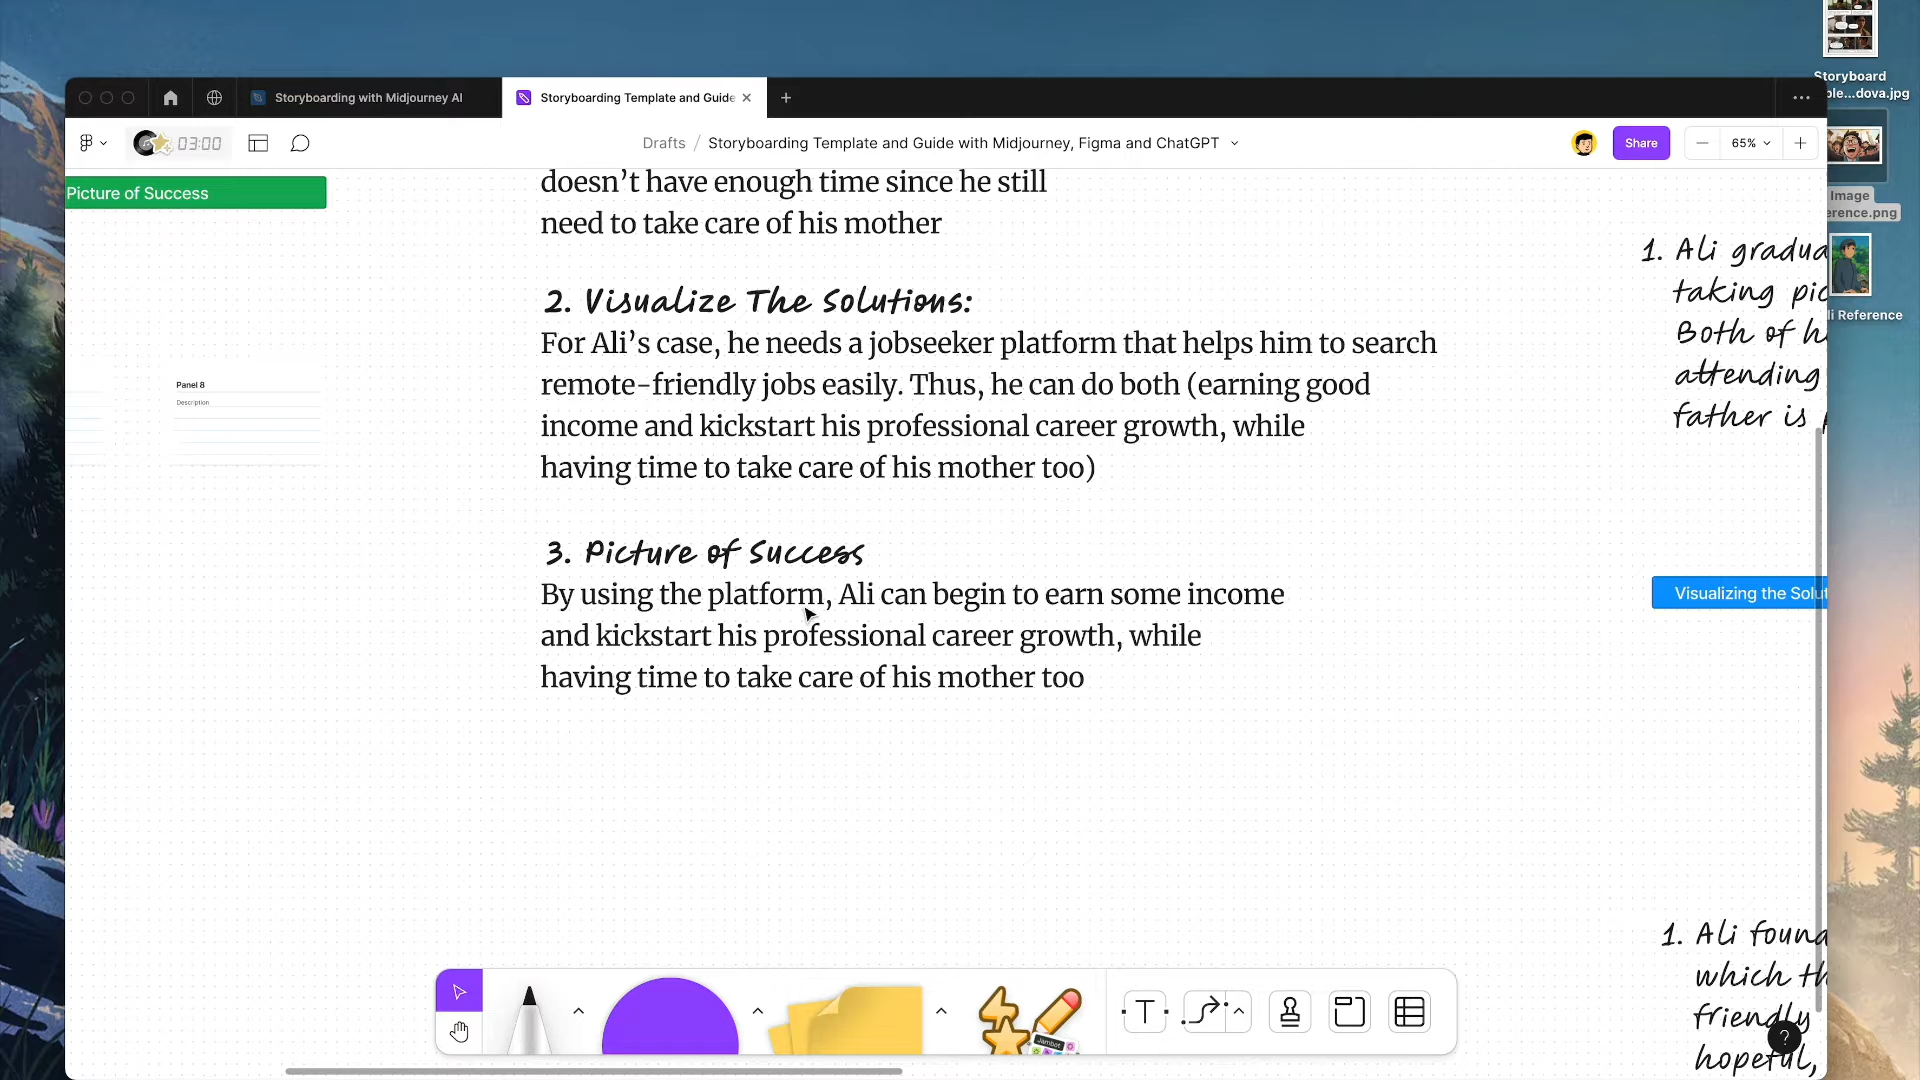 Storyboard
ble...dova.jpg
Storyboarding with Midjourney AI
Storyboarding Template and Guide
03:00
Drafts / Storyboarding Template and Guide with Midjourney, Figma and ChatGPT
Share
65%
Picture of Success
doesn’t have enough time since he still
need to take care of his mother
Image
erence.png
li Reference
1. Ali gradua
taking pic
Both of h
attending
father is p
2. Visualize The Solutions:
For Ali’s case, he needs a jobseeker platform that helps him to search
remote-friendly jobs easily. Thus, he can do both (earning good
income and kickstart his professional career growth, while
having time to take care of his mother too)
Panel 8
Description
3. Picture of Success
By using the platform, Ali can begin to earn some income
and kickstart his professional career growth, while
having time to take care of his mother too
Visualizing the Solut
1. Ali found
which th
friendly
hopeful,
Jambot
T
?